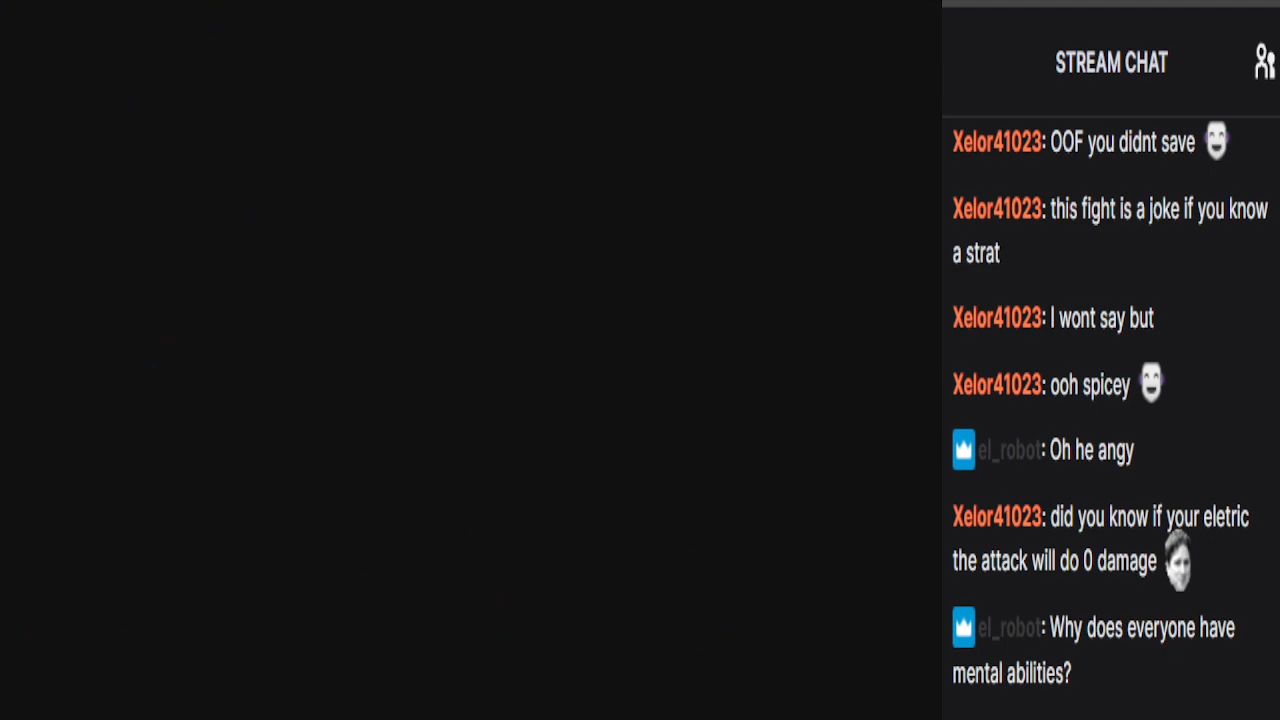 STREAM CHAT
Xelor41023: OOF you didnt save
Xelor41023: this fight is a joke if you know
a strat
Xelor41023: I wont say but
Xelor41023: ooh spicey
el_robot: Oh he angy
Xelor41023: did you know if your eletric
the attack will do 0 damage
el_robot: Why does everyone have
mental abilities?